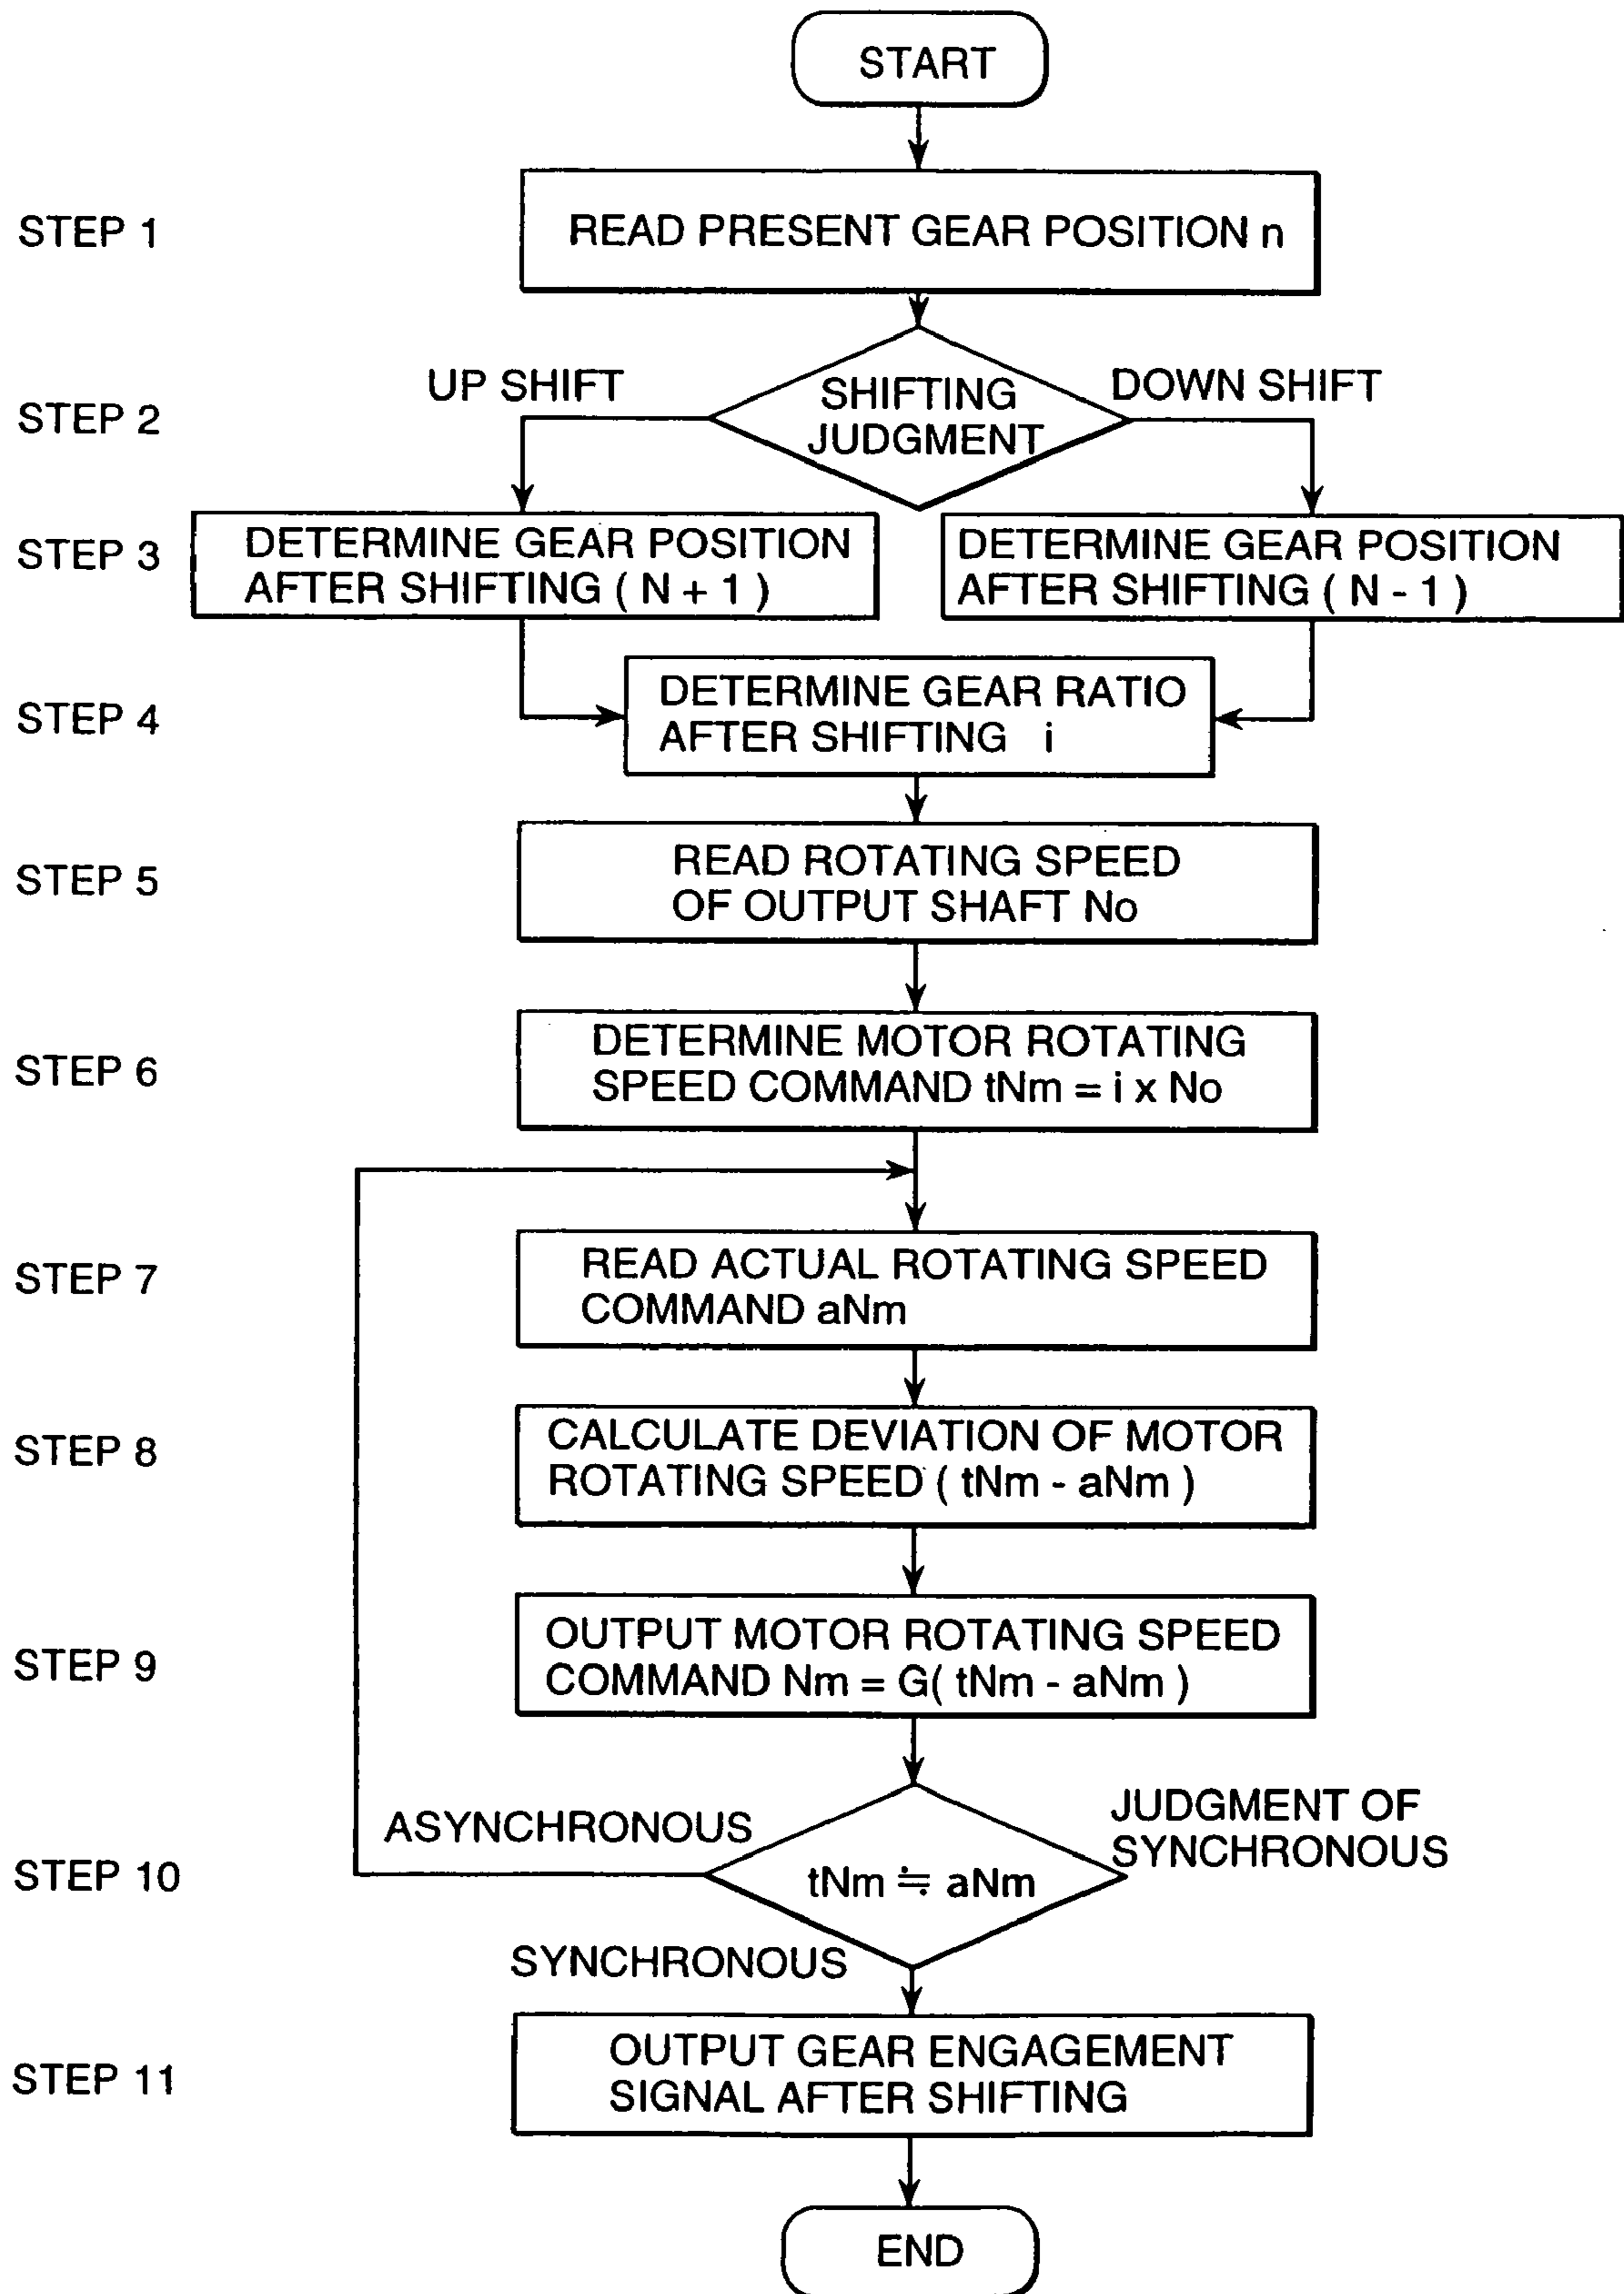 START
STEP 1
READ PRESENT GEAR POSITION n
STEP 2
UP SHIFT
SHIFTING
JUDGMENT
DOWN SHIFT
STEP 3
DETERMINE GEAR POSITION
AFTER SHIFTING ( N + 1 )
DETERMINE GEAR POSITION
AFTER SHIFTING ( N - 1 )
STEP 4
DETERMINE GEAR RATIO
AFTER SHIFTING i
STEP 5
READ ROTATING SPEED
OF OUTPUT SHAFT No
STEP 6
DETERMINE MOTOR ROTATING
SPEED COMMAND tNm = i x No
STEP 7
READ ACTUAL ROTATING SPEED
COMMAND aNm
STEP 8
CALCULATE DEVIATION OF MOTOR
ROTATING SPEED ( tNm - aNm )
STEP 9
OUTPUT MOTOR ROTATING SPEED
COMMAND Nm = G( tNm - aNm )
STEP 10
ASYNCHRONOUS
tNm ≒ aNm
JUDGMENT OF
SYNCHRONOUS
SYNCHRONOUS
STEP 11
OUTPUT GEAR ENGAGEMENT
SIGNAL AFTER SHIFTING
END